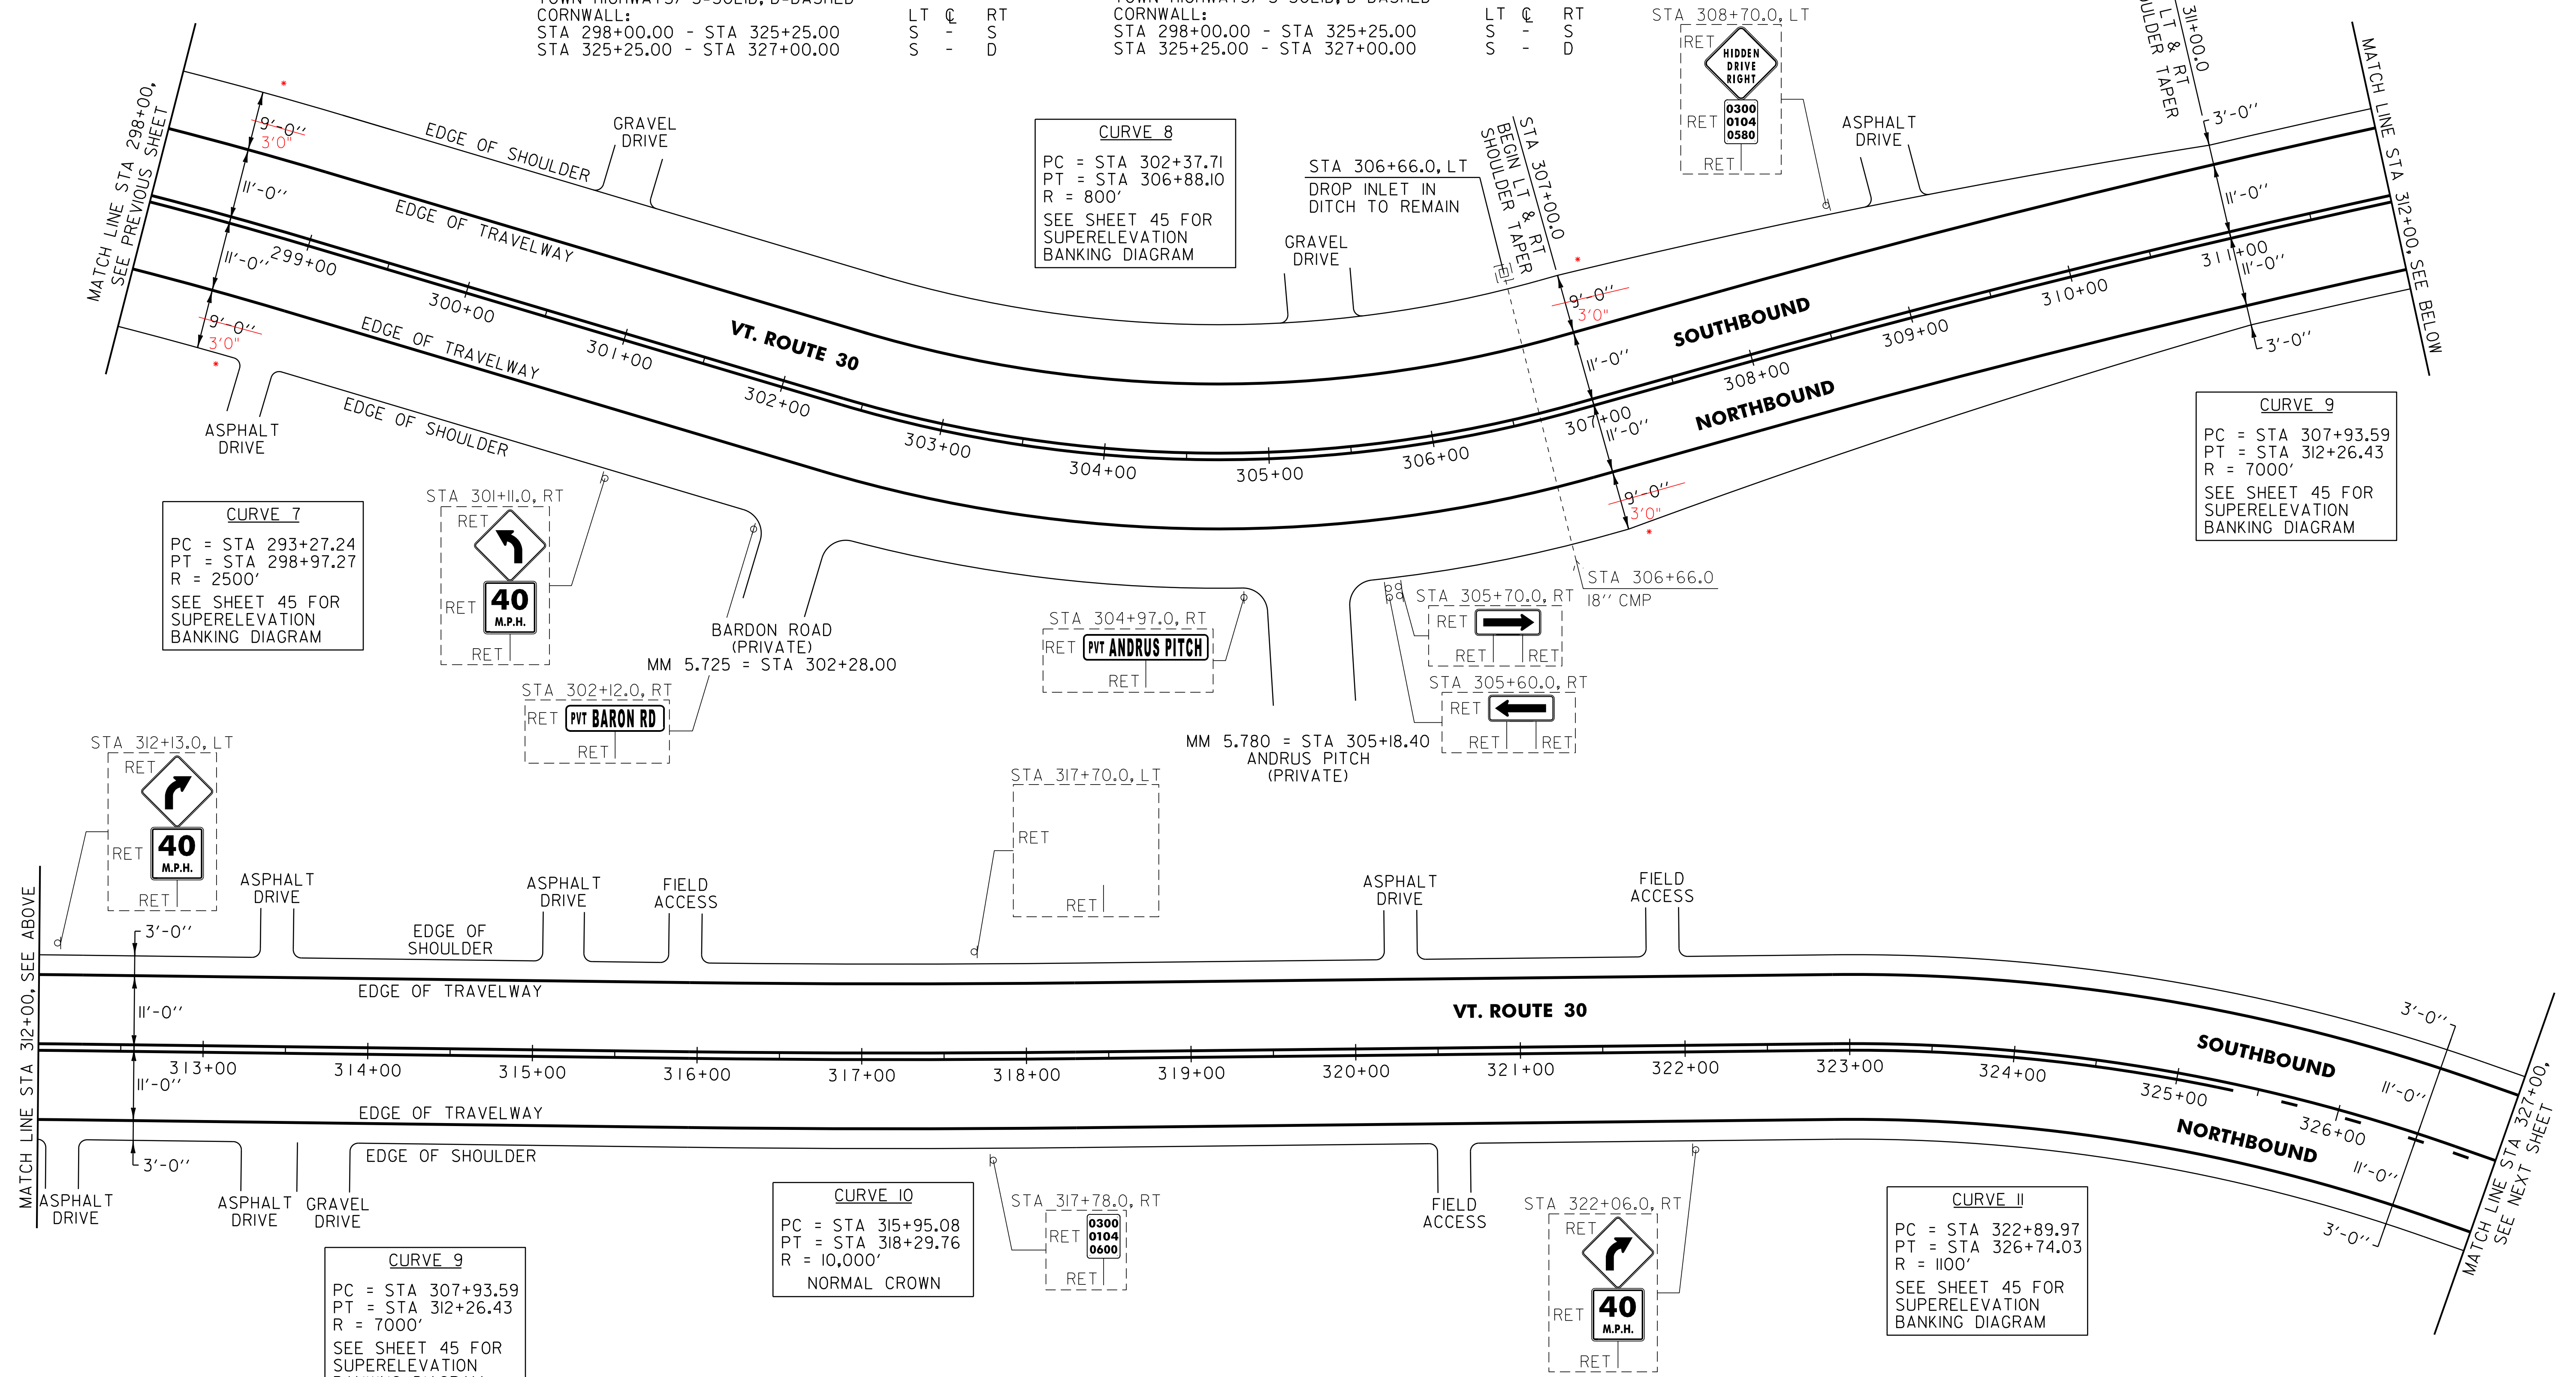 CORNWALL:
STA 298+00.00 - STA 325+25.00
STA 325+25.00 - STA 327+00.00
LT ℄ RT
S - S
S - D
CORNWALL:
STA 298+00.00 - STA 325+25.00
STA 325+25.00 - STA 327+00.00
LT ℄ RT
S - S
S - D
STA 308+70.0, LT
RET
HIDDEN
DRIVE
RIGHT
RET
0300
0104
0580
RET
311+00.0
LT & RT
ULDER TAPER
MATCH LINE STA 298+00,
SEE PREVIOUS SHEET
*
9'-0"
3'0"
11'-0"
11'-0"
9'-0"
3'0"
*
EDGE OF SHOULDER
GRAVEL
DRIVE
EDGE OF TRAVELWAY
EDGE OF TRAVELWAY
EDGE OF SHOULDER
ASPHALT
DRIVE
299+00
300+00
301+00
302+00
303+00
304+00
305+00
306+00
307+00
308+00
309+00
310+00
311+00
VT. ROUTE 30
CURVE 8
PC = STA 302+37.71
PT = STA 306+88.10
R = 800'
SEE SHEET 45 FOR
SUPERELEVATION
BANKING DIAGRAM
STA 306+66.0, LT
DROP INLET IN
DITCH TO REMAIN
GRAVEL
DRIVE
STA 307+00.0
BEGIN LT & RT
SHOULDER TAPER
*
9'-0"
3'0"
11'-0"
11'-0"
9'-0"
3'0"
*
SOUTHBOUND
NORTHBOUND
ASPHALT
DRIVE
3'-0"
11'-0"
11'-0"
3'-0"
MATCH LINE STA 312+00, SEE BELOW
CURVE 9
PC = STA 307+93.59
PT = STA 312+26.43
R = 7000'
SEE SHEET 45 FOR
SUPERELEVATION
BANKING DIAGRAM
CURVE 7
PC = STA 293+27.24
PT = STA 298+97.27
R = 2500'
SEE SHEET 45 FOR
SUPERELEVATION
BANKING DIAGRAM
STA 301+11.0, RT
RET
RET
40
M.P.H.
RET
BARDON ROAD
(PRIVATE)
MM 5.725 = STA 302+28.00
STA 302+12.0, RT
RET
PVT BARON RD
RET
STA 304+97.0, RT
RET
PVT ANDRUS PITCH
RET
STA 306+66.0
18" CMP
STA 305+70.0, RT
RET
RET
RET
STA 305+60.0, RT
RET
RET
RET
MM 5.780 = STA 305+18.40
ANDRUS PITCH
(PRIVATE)
STA 312+13.0, LT
RET
RET
40
M.P.H.
RET
STA 317+70.0, LT
RET
RET
MATCH LINE STA 312+00, SEE ABOVE
ASPHALT
DRIVE
3'-0"
EDGE OF
SHOULDER
ASPHALT
DRIVE
FIELD
ACCESS
ASPHALT
DRIVE
FIELD
ACCESS
EDGE OF TRAVELWAY
11'-0"
VT. ROUTE 30
313+00
314+00
315+00
316+00
317+00
318+00
319+00
320+00
321+00
322+00
323+00
324+00
325+00
326+00
11'-0"
EDGE OF TRAVELWAY
3'-0"
EDGE OF SHOULDER
SOUTHBOUND
NORTHBOUND
3'-0"
11'-0"
11'-0"
3'-0"
MATCH LINE STA 327+00,
SEE NEXT SHEET
ASPHALT
DRIVE
ASPHALT
DRIVE
GRAVEL
DRIVE
CURVE 9
PC = STA 307+93.59
PT = STA 312+26.43
R = 7000'
SEE SHEET 45 FOR
SUPERELEVATION
CURVE 10
PC = STA 315+95.08
PT = STA 318+29.76
R = 10,000'
NORMAL CROWN
STA 317+78.0, RT
RET
0300
0104
0600
RET
FIELD
ACCESS
STA 322+06.0, RT
RET
RET
40
M.P.H.
RET
CURVE 11
PC = STA 322+89.97
PT = STA 326+74.03
R = 1100'
SEE SHEET 45 FOR
SUPERELEVATION
BANKING DIAGRAM